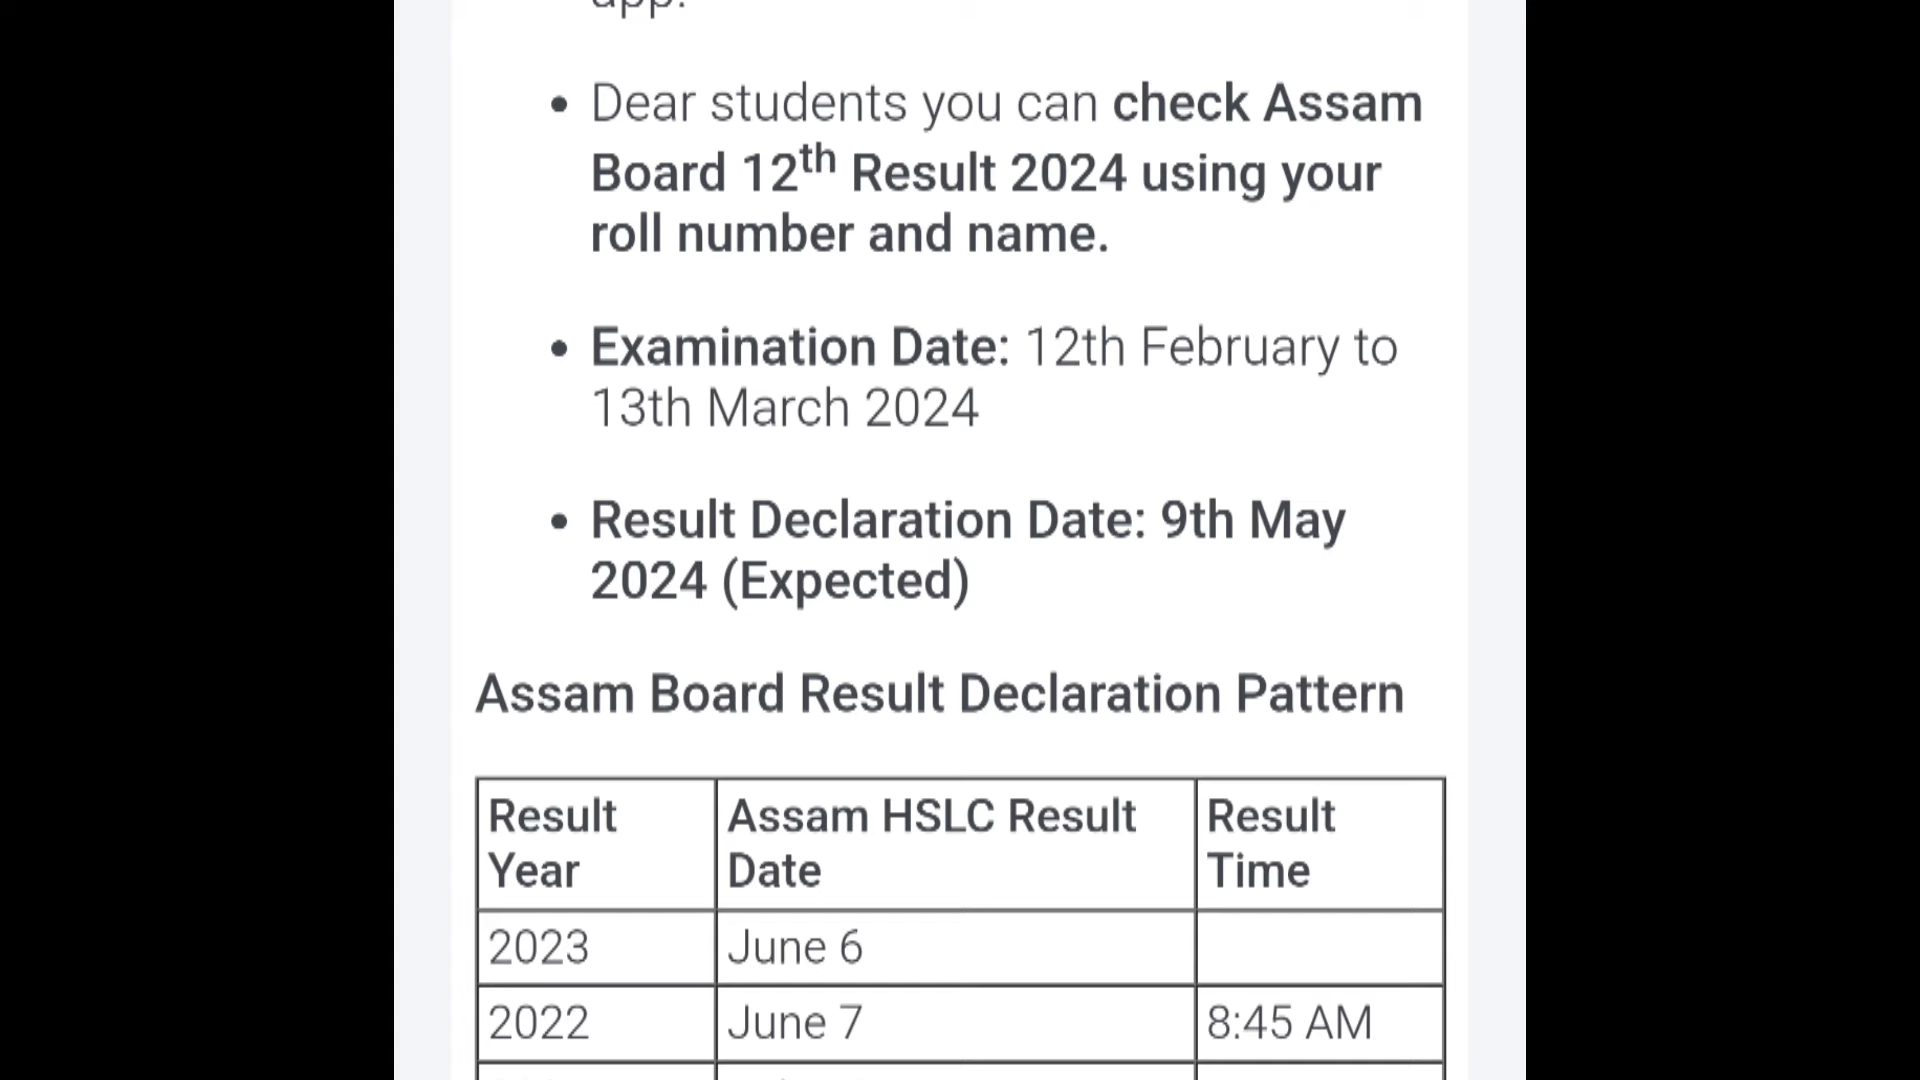 app.
Dear students you can check Assam
Board 12th Result 2024 using your
roll number and name.
Examination Date: 12th February to
13th March 2024
Result Declaration Date: 9th May
2024 (Expected)
Assam Board Result Declaration Pattern
Result Year | Assam HSLC Result Date | Result Time
2023 | June 6
2022 | June 7 | 8:45 AM